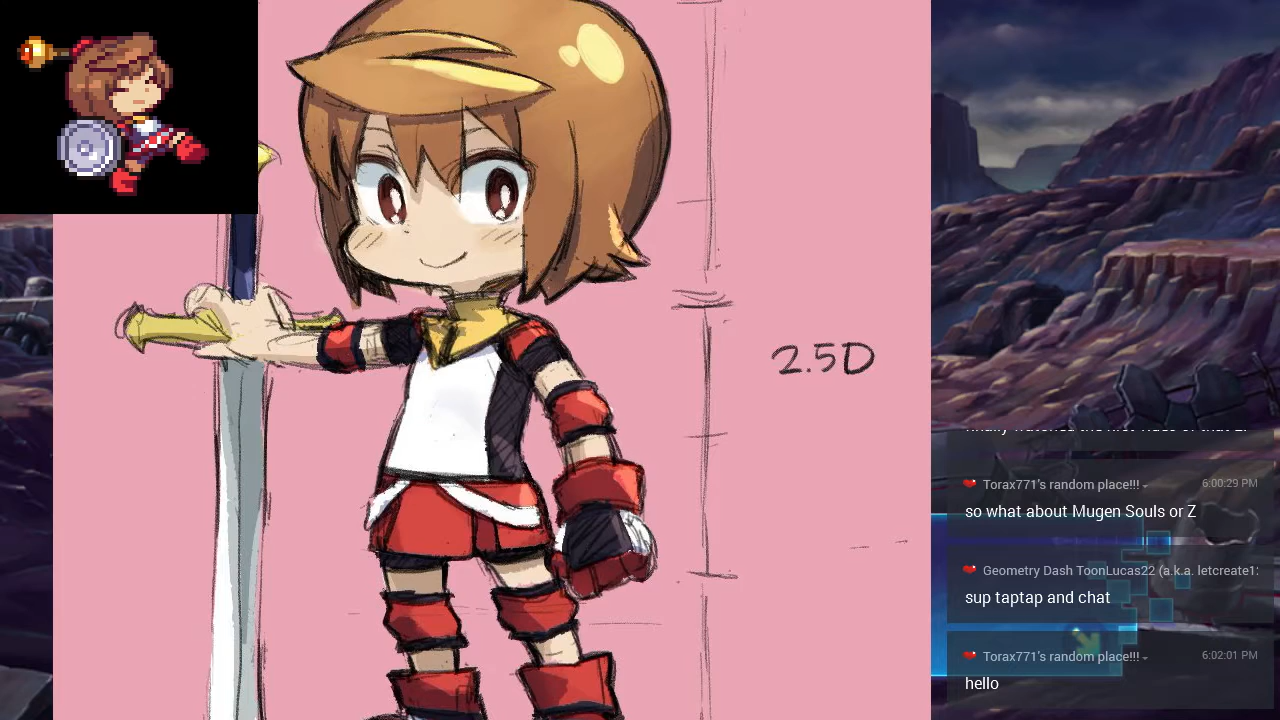 2.5D
Torax771's random place!!!
6:00:29 PM
so what about Mugen Souls or Z
Geometry Dash ToonLucas22 (a.k.a. letcreate1:
sup taptap and chat
Torax771's random place!!!
6:02:01 PM
hello